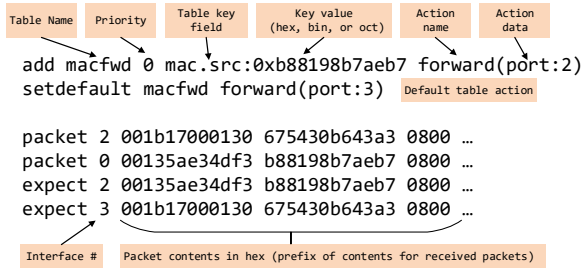 Table Name
Priority
Table key
field
Key value
(hex, bin, or oct)
Action
name
Action
data
add macfwd 0 mac.src:0xb88198b7aeb7 forward(port:2)
setdefault macfwd forward(port:3)
Default table action
packet 2 001b17000130 675430b643a3 0800 …
packet 0 00135ae34df3 b88198b7aeb7 0800 …
expect 2 00135ae34df3 b88198b7aeb7 0800 …
expect 3 001b17000130 675430b643a3 0800 …
Interface #
Packet contents in hex (prefix of contents for received packets)